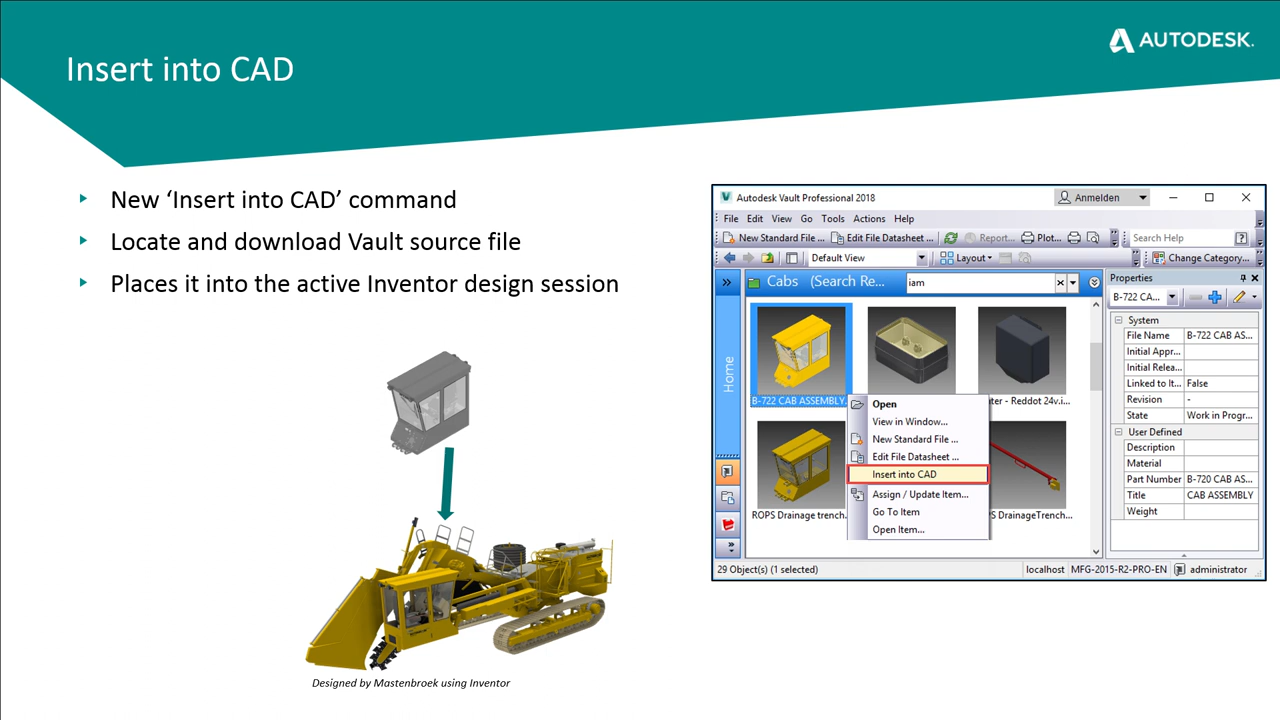 Insert into CAD
AUTODESK.
New ‘Insert into CAD’ command
Locate and download Vault source file
Places it into the active Inventor design session
Designed by Mastenbroek using Inventor
Autodesk Vault Professional 2018
Anmelden
File Edit View Go Tools Actions Help
New Standard File ... Edit File Datasheet ... Report... Plot... Search Help
Default View Layout Change Category...
Cabs (Search Re... iam
Home
B-722 CAB ASSEMBLY.
- Reddot 24v.i...
ROPS Drainage trench.
DrainageTrench...
Open
View in Window...
New Standard File ...
Edit File Datasheet ...
Insert into CAD
Assign / Update Item...
Go To Item
Open Item...
Properties
B-722 CA...
System
File Name B-722 CAB AS...
Initial Appr...
Initial Relea...
Linked to It... False
Revision -
State Work in Progr...
User Defined
Description
Material
Part Number B-720 CAB AS...
Title CAB ASSEMBLY
Weight
29 Object(s) (1 selected)
localhost MFG-2015-R2-PRO-EN administrator